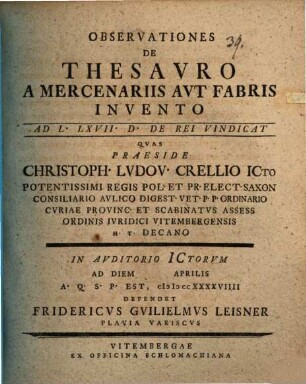 OBSERVATIONES 39.
DE
THESAVRO
A MERCENARIIS AVT FABRIS
INVENTO
AD L· LXVII· D· DE REI VINDICAT
QVAS
PRAESIDE
CHRISTOPH· LVDOV· CRELLIO ICTO
POTENTISSIMI REGIS POL· ET PR· ELECT· SAXON
CONSILIARIO AVLICO DIGEST· VET· P· P· ORDINARIO
CVRIAE PROVINC· ET SCABINATVS ASSESS
ORDINIS IVRIDICI VITEMBERGENSIS
H· T· DECANO
IN AVDITORIO ICTORVM
AD DIEM APRILIS
A· Q· S· P· EST, cIↃIↃccXXXXVIIII
DEFENDET
FRIDERICVS GVILIELMVS LEISNER
PLAVIA VARISCVS
VITEMBERGAE
EX OFFICINA SCHLOMACHIANA